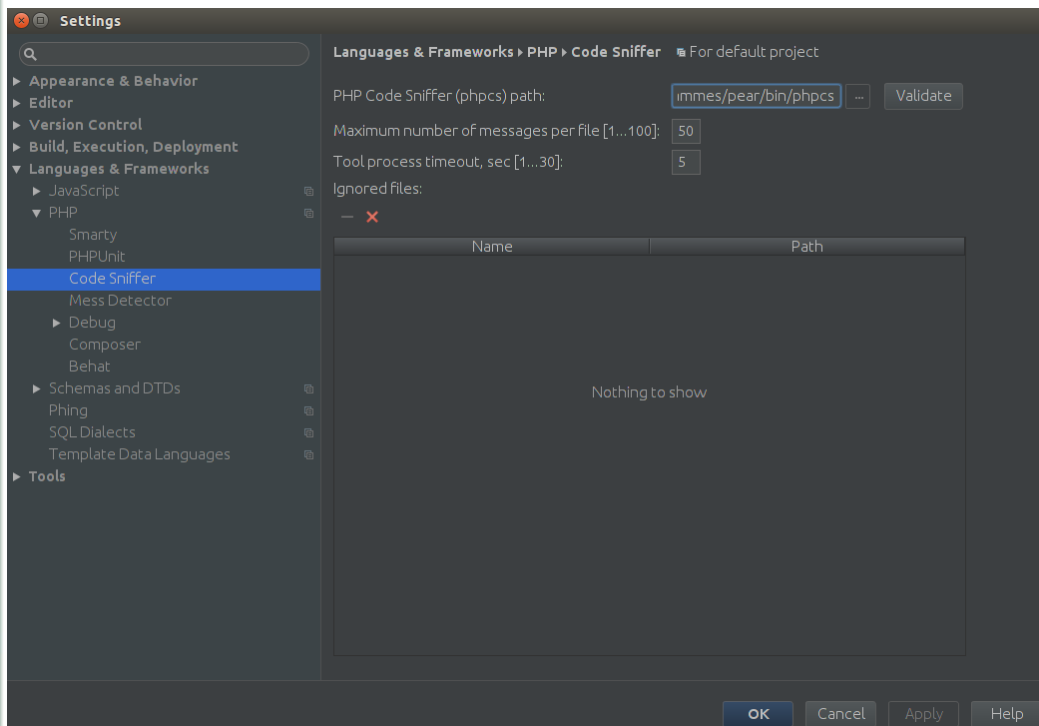 Settings
Languages & Frameworks ▸ PHP ▸ Code Sniffer For default project
Appearance & Behavior
Editor
Version Control
Build, Execution, Deployment
Languages & Frameworks
JavaScript
PHP
Smarty
PHPUnit
Code Sniffer
Mess Detector
Debug
Composer
Behat
Schemas and DTDs
Phing
SQL Dialects
Template Data Languages
Tools
PHP Code Sniffer (phpcs) path: /pear/bin/phpcs ... Validate
Maximum number of messages per file [1...100]: 50
Tool process timeout, sec [1...30]: 5
Ignored files:
Name Path
Nothing to show
OK Cancel Apply Help